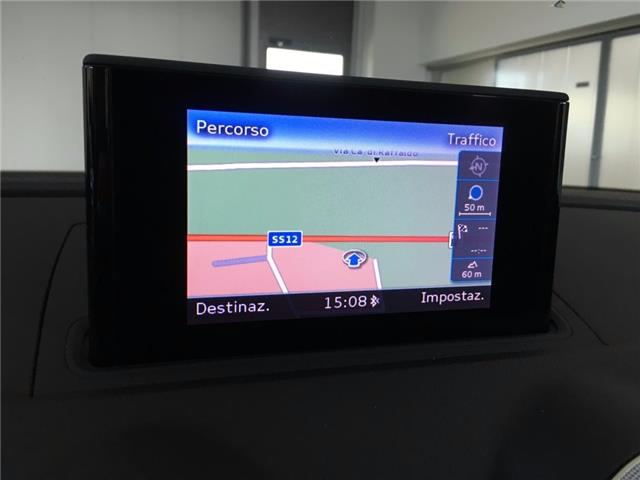 Percorso
Traffico
Via Ca' di Raffaldo
N
50 m
SS12
---
--:--
60 m
Destinaz.
15:08
Impostaz.